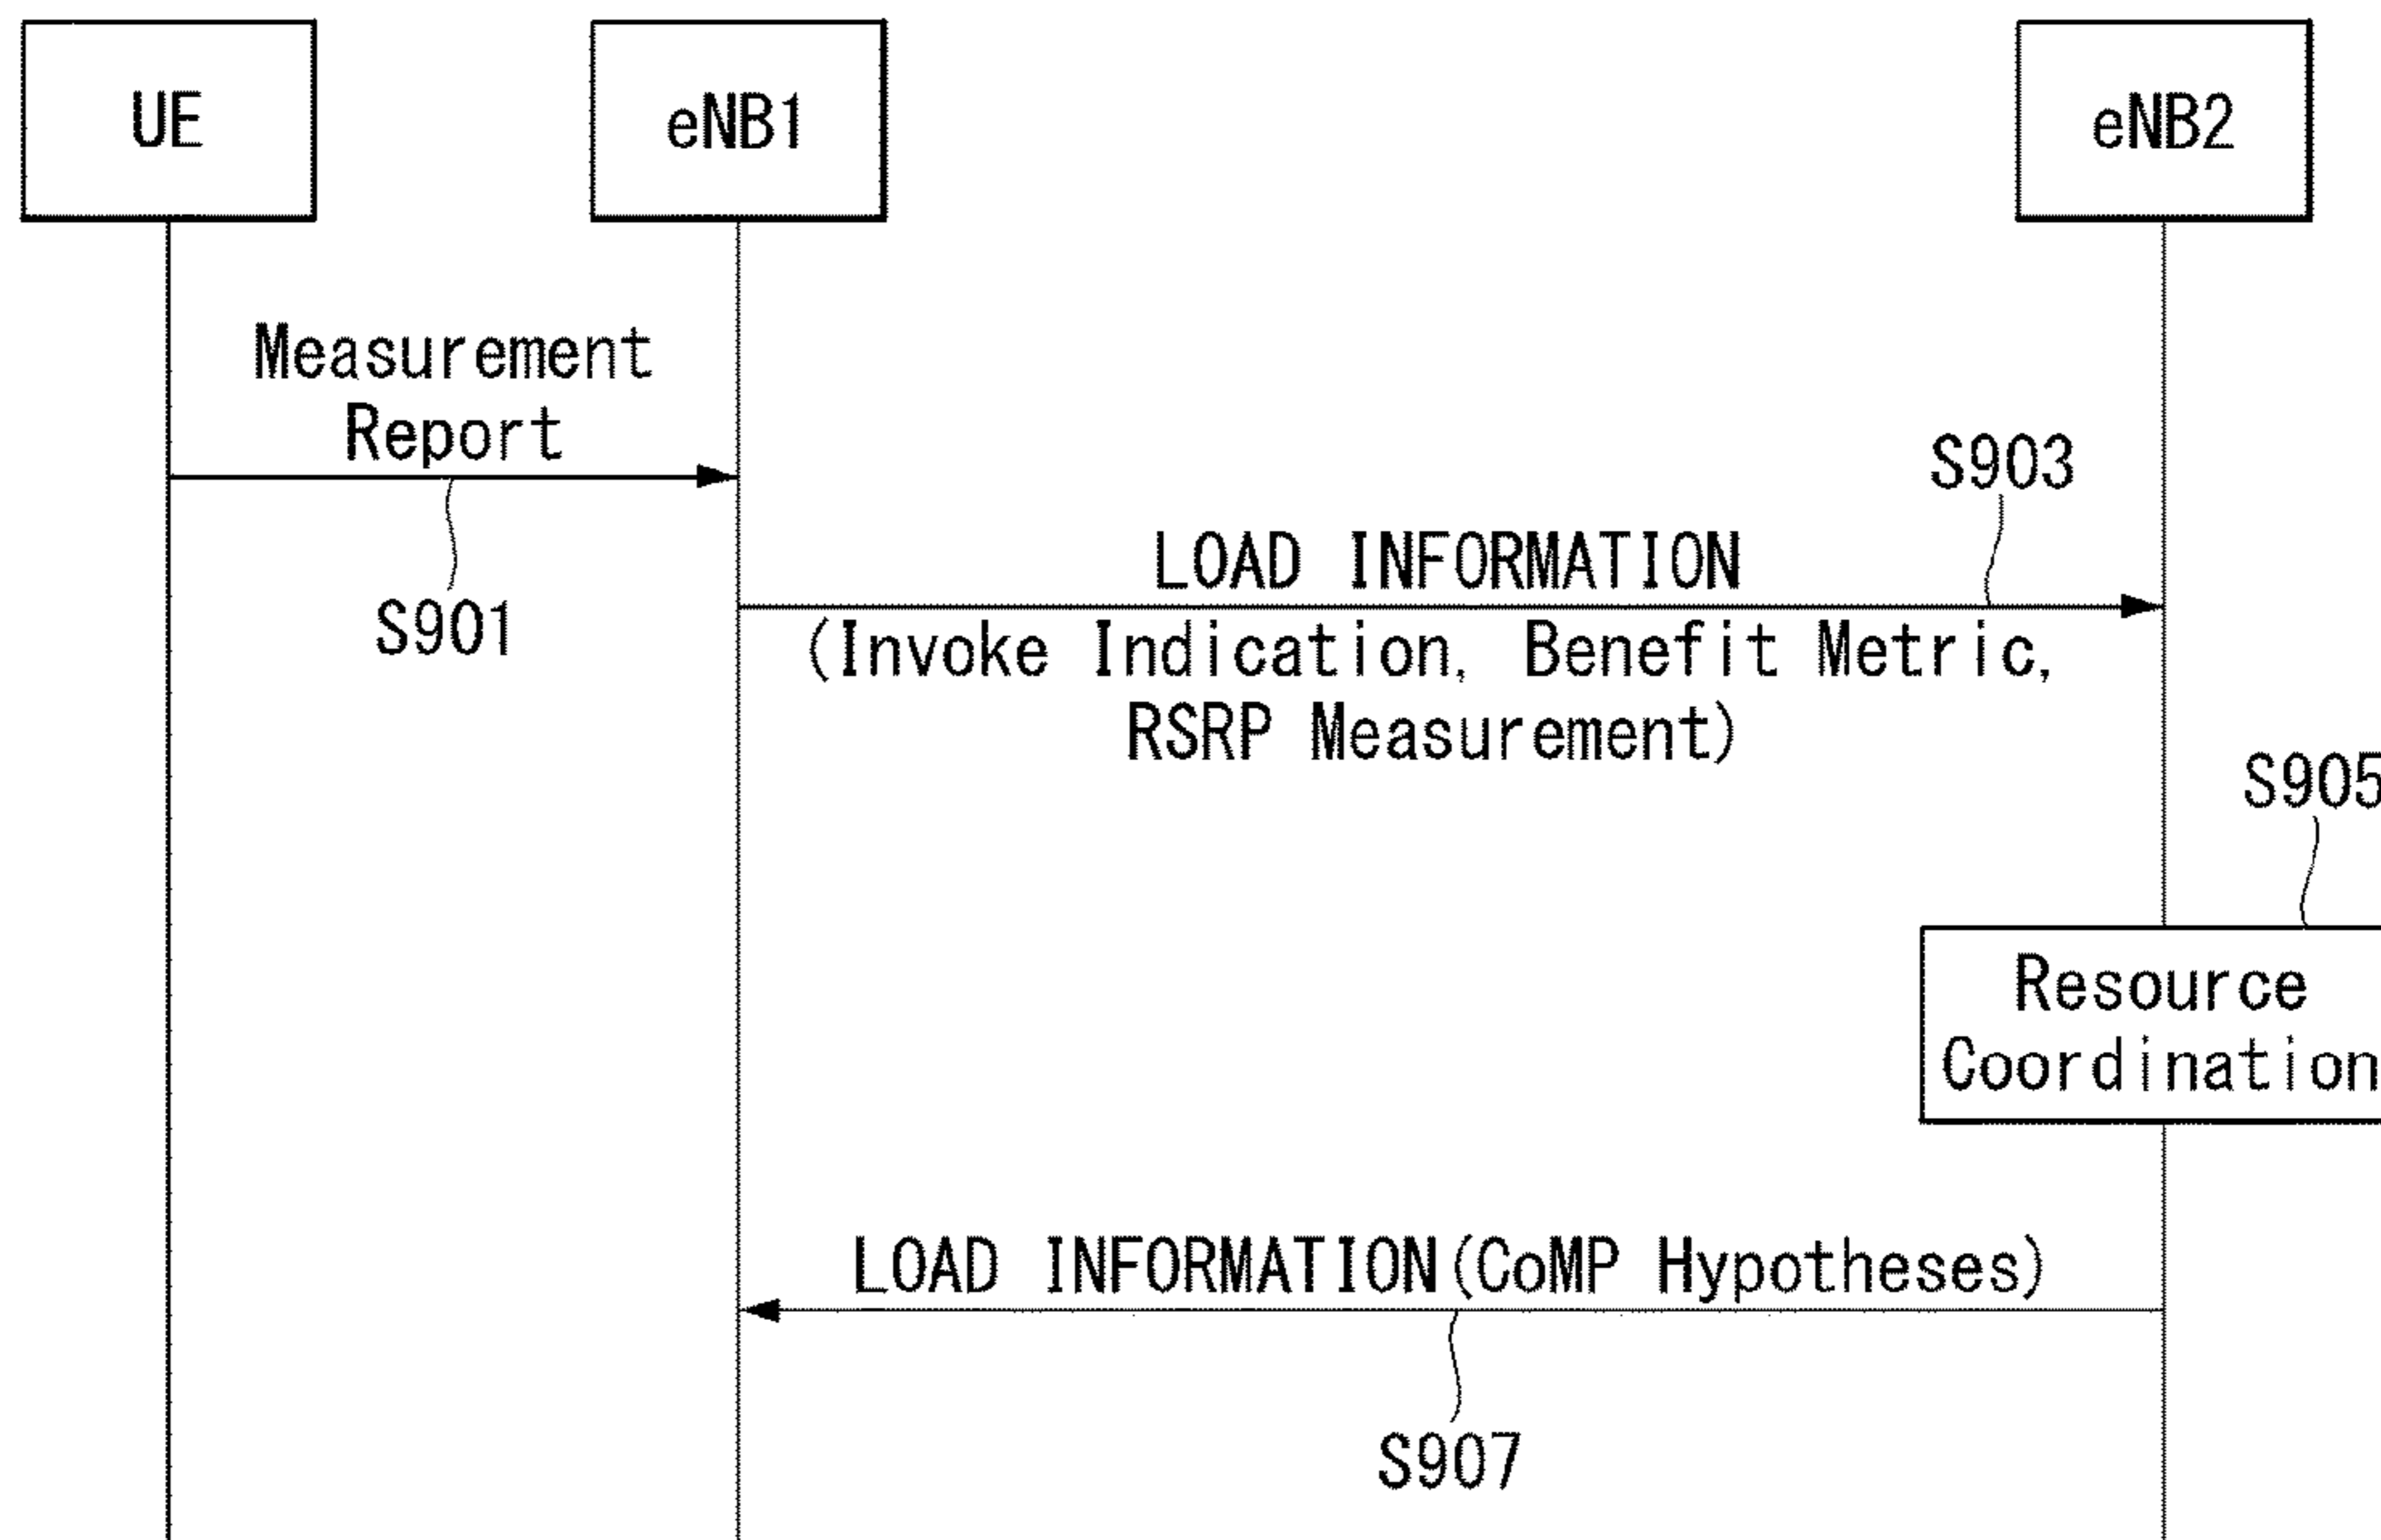 UE
eNB1
eNB2
Measurement
Report
S901
S903
LOAD INFORMATION
(Invoke Indication, Benefit Metric,
RSRP Measurement)
S905
Resource
Coordination
LOAD INFORMATION(CoMP Hypotheses)
S907